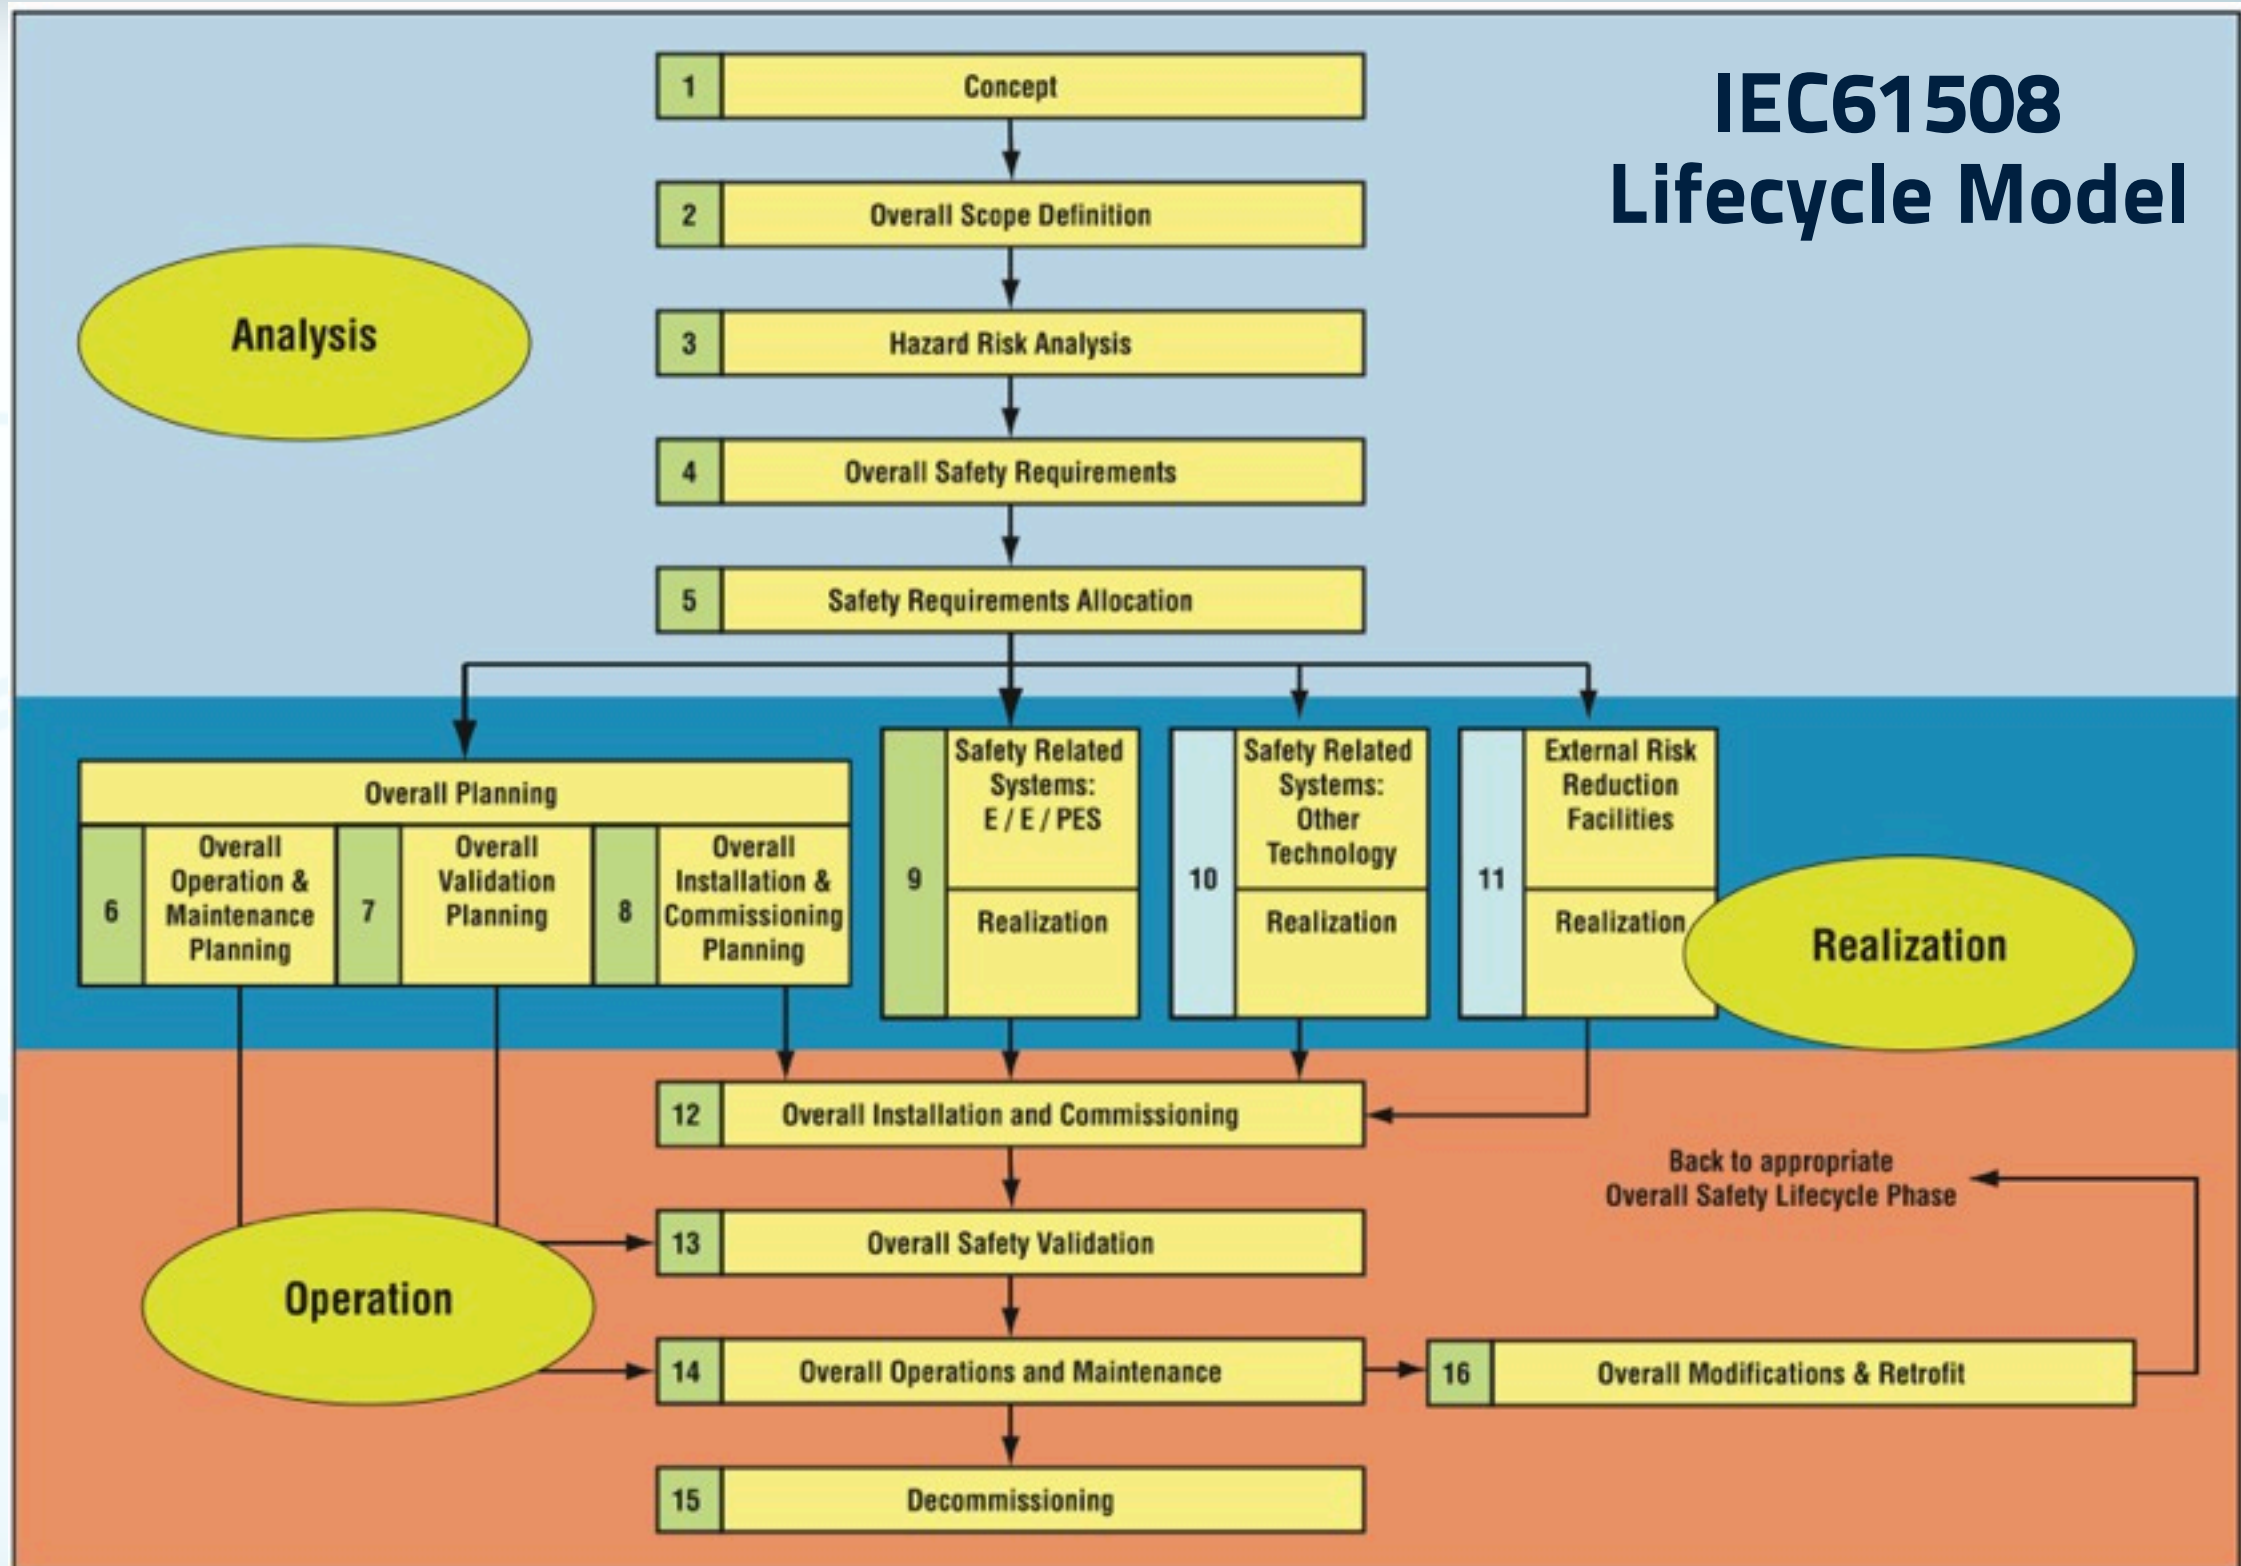 IEC61508
Lifecycle Model
1
Concept
2
Overall Scope Definition
Analysis
3
Hazard Risk Analysis
4
Overall Safety Requirements
5
Safety Requirements Allocation
Overall Planning
6
Overall
Operation &
Maintenance
Planning
7
Overall
Validation
Planning
8
Overall
Installation &
Commissioning
Planning
9
Safety Related
Systems:
E / E / PES
Realization
10
Safety Related
Systems:
Other
Technology
Realization
11
External Risk
Reduction
Facilities
Realization
Realization
12
Overall Installation and Commissioning
Back to appropriate
Overall Safety Lifecycle Phase
13
Overall Safety Validation
Operation
14
Overall Operations and Maintenance
16
Overall Modifications & Retrofit
15
Decommissioning